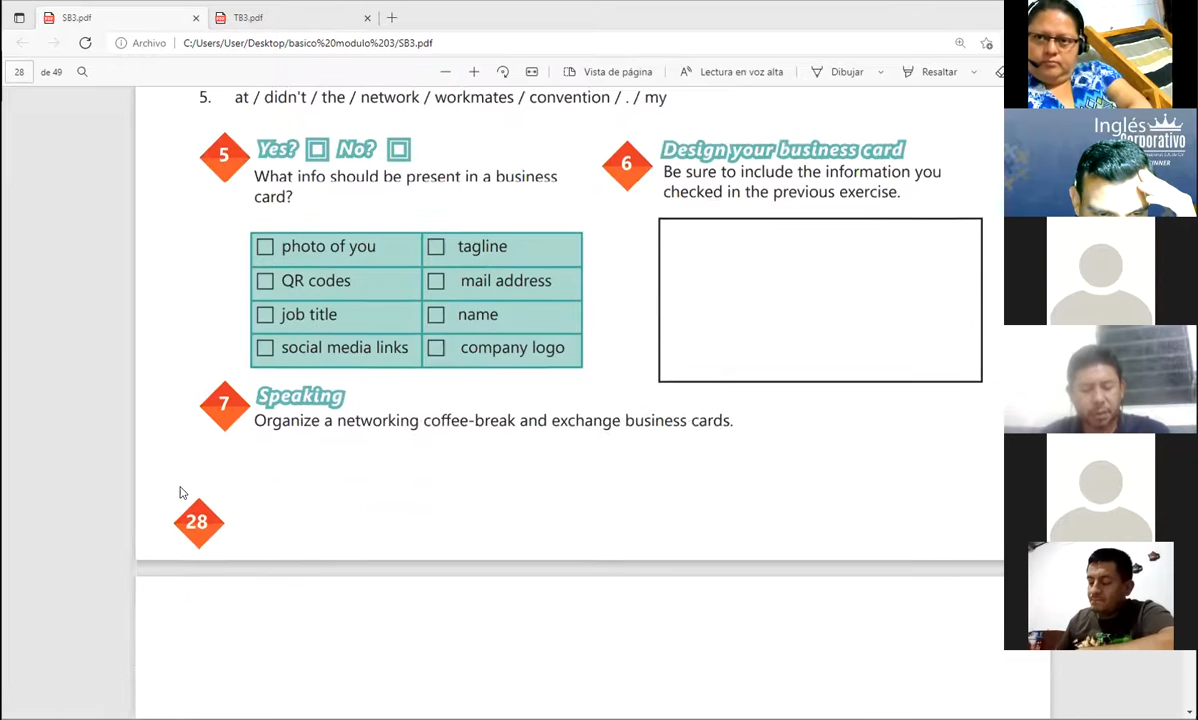 SB3.pdf
TB3.pdf
Archivo
C:/Users/User/Desktop/basico%20modulo%203/SB3.pdf
28
de 49
Vista de página
Lectura en voz alta
Dibujar
Resaltar
5. at / didn't / the / network / workmates / convention / . / my
5
Yes? No?
What info should be present in a business
card?
photo of you
tagline
QR codes
mail address
job title
name
social media links
company logo
6
Design your business card
Be sure to include the information you
checked in the previous exercise.
7
Speaking
Organize a networking coffee-break and exchange business cards.
28
Inglés
Corporativo